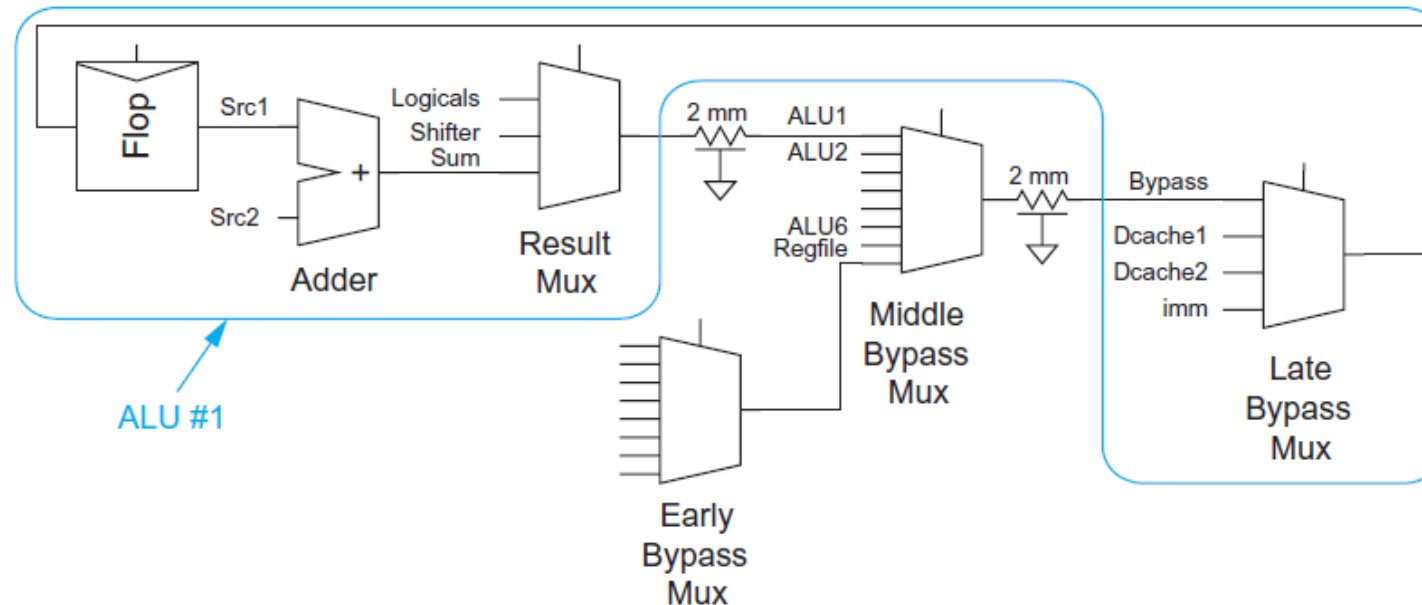 Flop
Src1
Src2
+
Adder
Logicals
Shifter
Sum
Result
Mux
2 mm
ALU1
ALU2
ALU6
Regfile
Middle
Bypass
Mux
2 mm
Bypass
Dcache1
Dcache2
imm
Late
Bypass
Mux
Early
Bypass
Mux
ALU #1